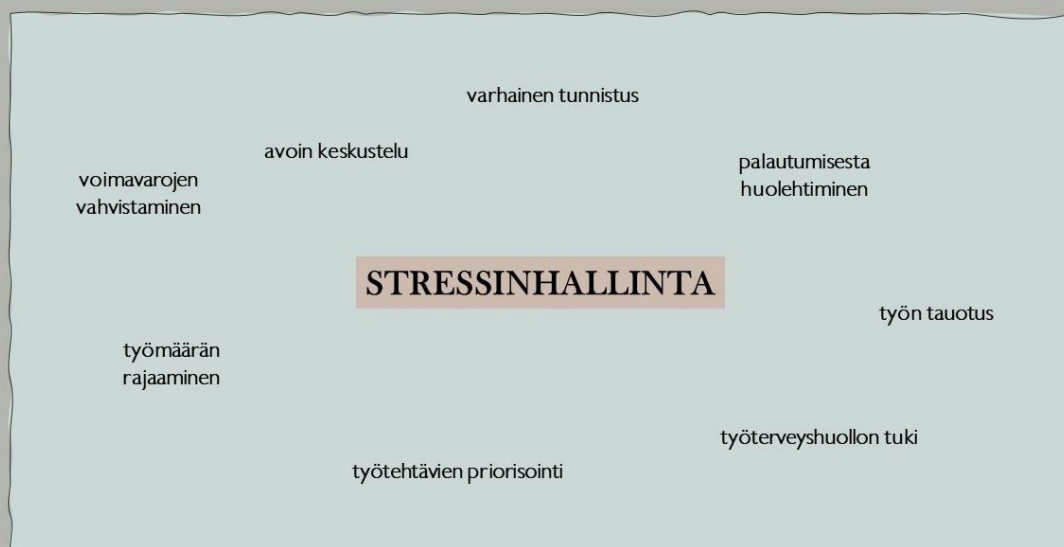 varhainen tunnistus
avoin keskustelu
palautumisesta
huolehtiminen
voimavarojen
vahvistaminen
STRESSINHALLINTA
työn tauotus
työmäärän
rajaaminen
työterveyshuollon tuki
työtehtävien priorisointi